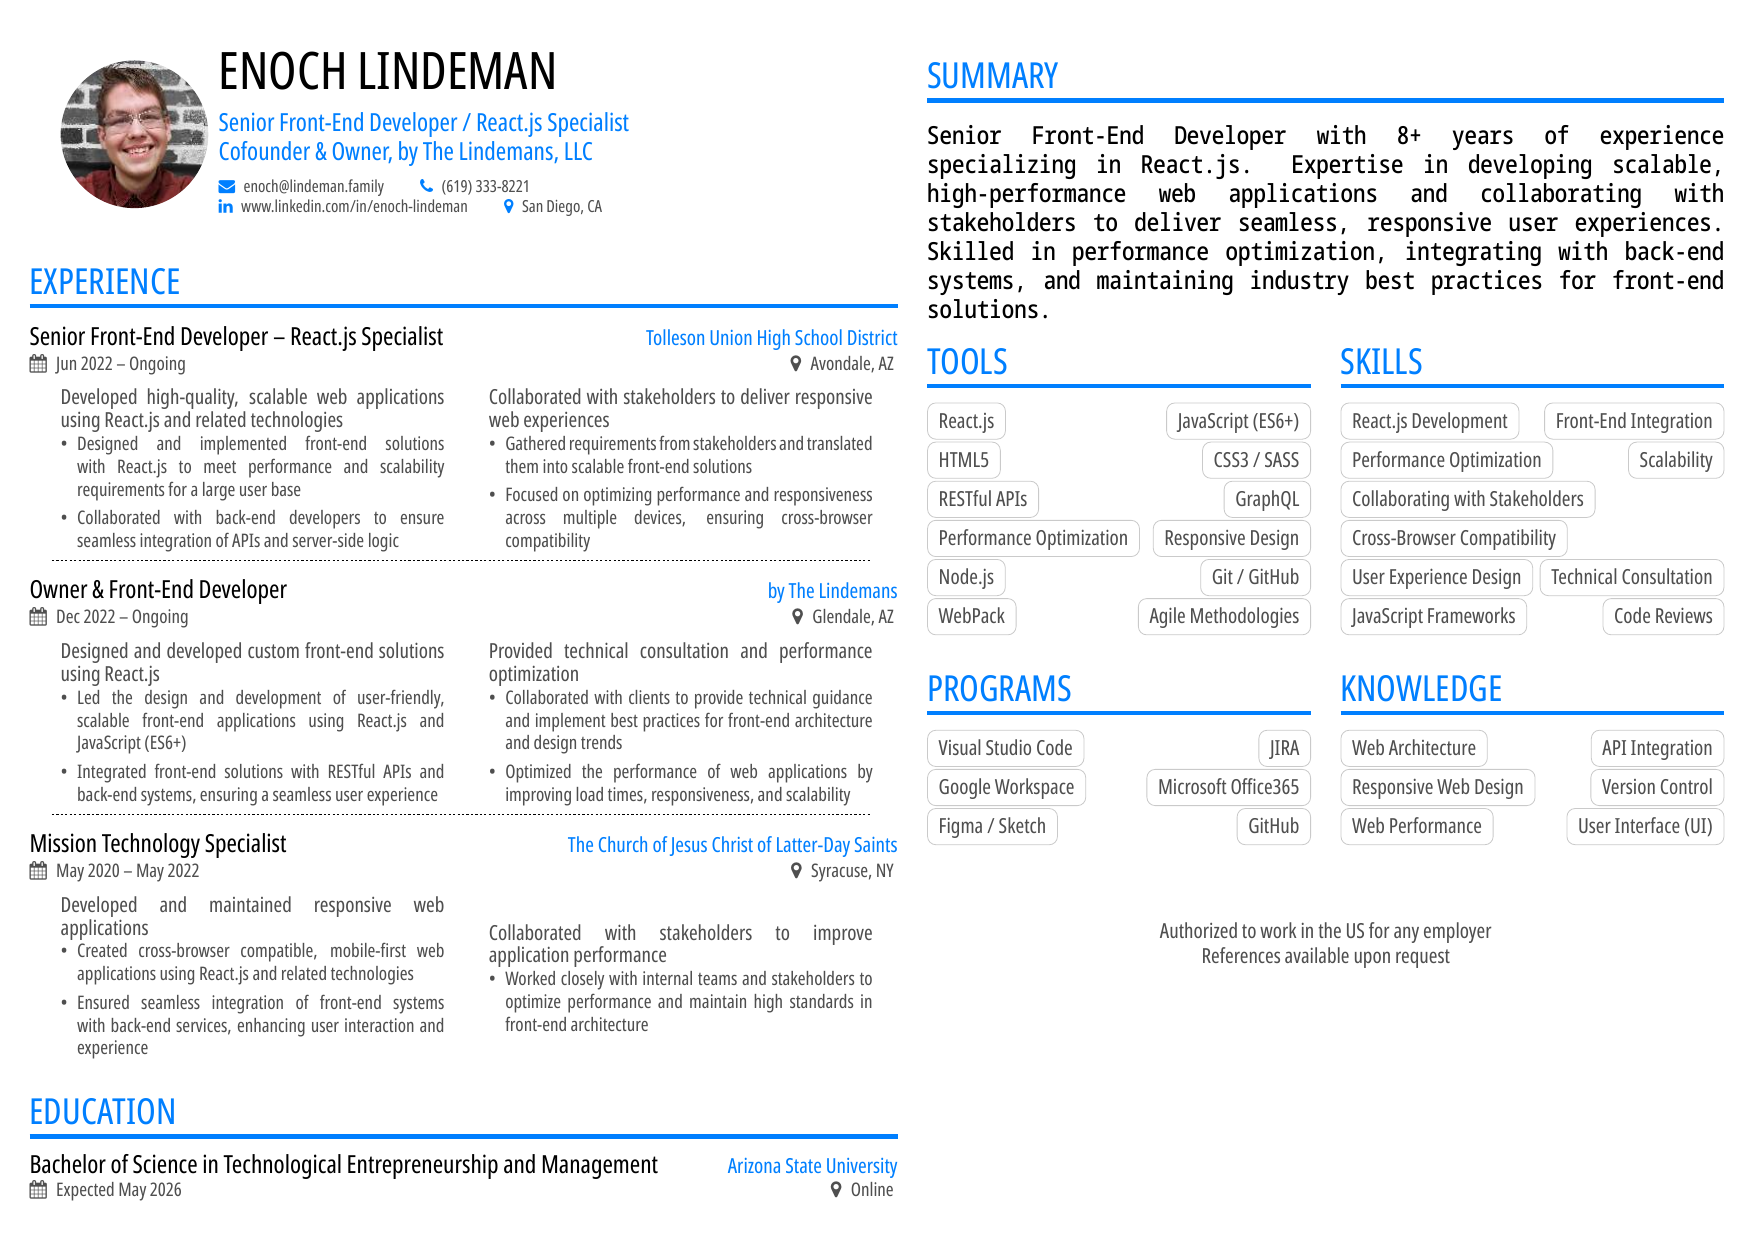 ENOCH LINDEMAN
Senior Front-End Developer / React.js Specialist
Cofounder & Owner, by The Lindemans, LLC
enoch@lindeman.family (619) 333-8221
www.linkedin.com/in/enoch-lindeman San Diego, CA
EXPERIENCE
Senior Front-End Developer – React.js Specialist Tolleson Union High School District
Jun 2022 – Ongoing Avondale, AZ
Developed high-quality, scalable web applications
using React.js and related technologies
• Designed and implemented front-end solutions
with React.js to meet performance and scalability
requirements for a large user base
• Collaborated with back-end developers to ensure
seamless integration of APIs and server-side logic
Collaborated with stakeholders to deliver responsive
web experiences
• Gathered requirements from stakeholders and translated
them into scalable front-end solutions
• Focused on optimizing performance and responsiveness
across multiple devices, ensuring cross-browser
compatibility
Owner & Front-End Developer by The Lindemans
Dec 2022 – Ongoing Glendale, AZ
Designed and developed custom front-end solutions
using React.js
• Led the design and development of user-friendly,
scalable front-end applications using React.js and
JavaScript (ES6+)
• Integrated front-end solutions with RESTful APIs and
back-end systems, ensuring a seamless user experience
Provided technical consultation and performance
optimization
• Collaborated with clients to provide technical guidance
and implement best practices for front-end architecture
and design trends
• Optimized the performance of web applications by
improving load times, responsiveness, and scalability
Mission Technology Specialist The Church of Jesus Christ of Latter-Day Saints
May 2020 – May 2022 Syracuse, NY
Developed and maintained responsive web
applications
• Created cross-browser compatible, mobile-first web
applications using React.js and related technologies
• Ensured seamless integration of front-end systems
with back-end services, enhancing user interaction and
experience
Collaborated with stakeholders to improve
application performance
• Worked closely with internal teams and stakeholders to
optimize performance and maintain high standards in
front-end architecture
EDUCATION
Bachelor of Science in Technological Entrepreneurship and Management Arizona State University
Expected May 2026 Online
SUMMARY
Senior Front-End Developer with 8+ years of experience
specializing in React.js. Expertise in developing scalable,
high-performance web applications and collaborating with
stakeholders to deliver seamless, responsive user experiences.
Skilled in performance optimization, integrating with back-end
systems, and maintaining industry best practices for front-end
solutions.
TOOLS
React.js JavaScript (ES6+)
HTML5 CSS3 / SASS
RESTful APIs GraphQL
Performance Optimization Responsive Design
Node.js Git / GitHub
WebPack Agile Methodologies
SKILLS
React.js Development Front-End Integration
Performance Optimization Scalability
Collaborating with Stakeholders
Cross-Browser Compatibility
User Experience Design Technical Consultation
JavaScript Frameworks Code Reviews
PROGRAMS
Visual Studio Code JIRA
Google Workspace Microsoft Office365
Figma / Sketch GitHub
KNOWLEDGE
Web Architecture API Integration
Responsive Web Design Version Control
Web Performance User Interface (UI)
Authorized to work in the US for any employer
References available upon request